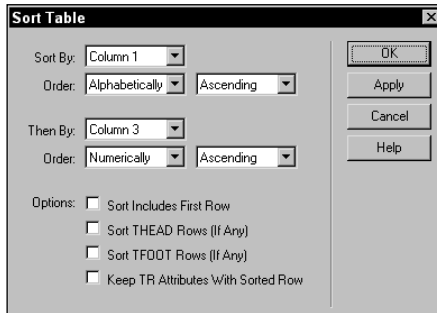 Sort Table
Sort By: Column 1
Order: Alphabetically Ascending
Then By: Column 3
Order: Numerically Ascending
Options: Sort Includes First Row
Sort THEAD Rows (If Any)
Sort TFOOT Rows (If Any)
Keep TR Attributes With Sorted Row
OK
Apply
Cancel
Help